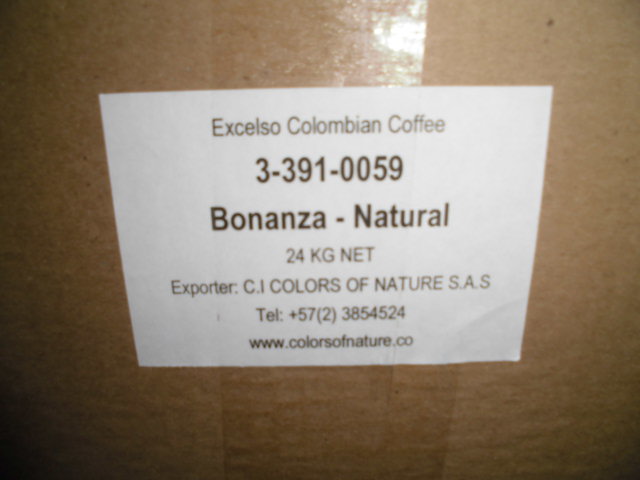 Excelso Colombian Coffee
3-391-0059
Bonanza - Natural
24 KG NET
Exporter: C.I COLORS OF NATURE S.A.S
Tel: +57(2) 3854524
www.colorsofnature.co